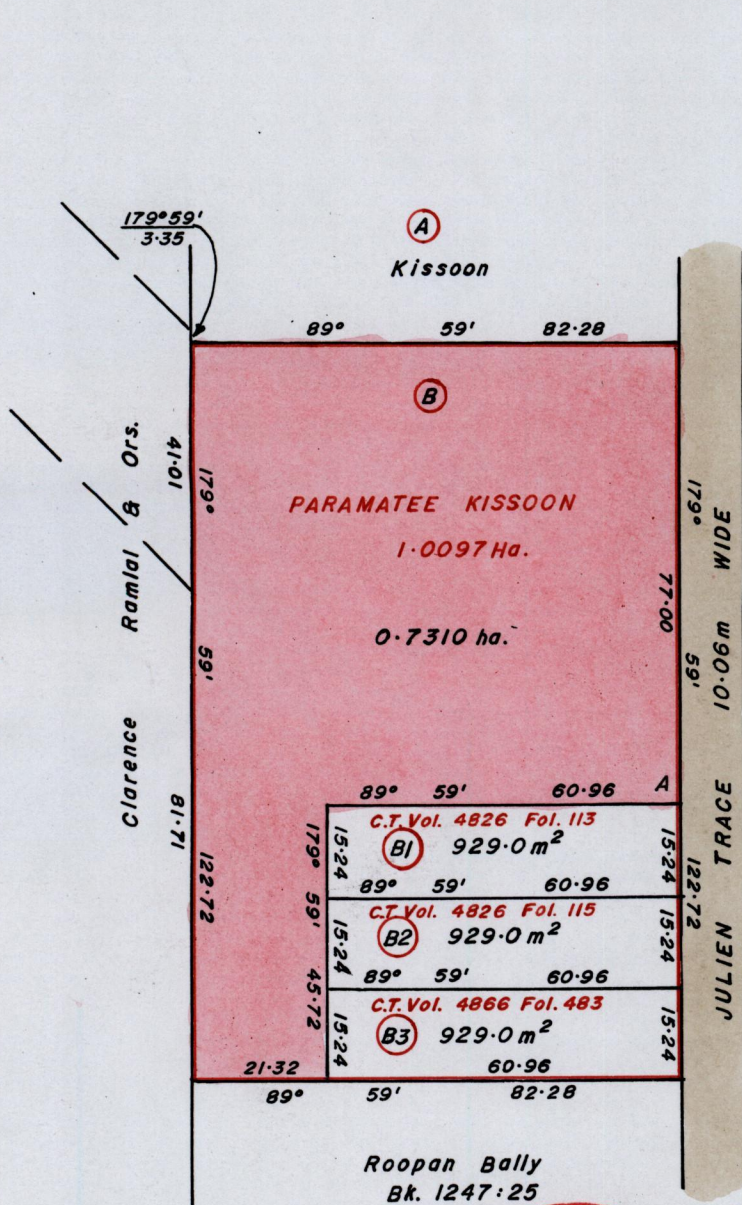 179°59'
3·35
A
Kissoon
89° 59' 82·28
B
PARAMATEE KISSOON
1·0097 Ha.
0·7310 ha.
41·01
179°
59'
81·71
122·72
Clarence Ramlal & Ors.
179°
77·00
59'
122·72
JULIEN TRACE 10·06m WIDE
89° 59' 60·96 A
C.T. Vol. 4826 Fol. 113
B1 929·0 m²
15·24
15·24
89° 59' 60·96
C.T. Vol. 4826 Fol. 115
B2 929·0 m²
15·24
15·24
89° 59' 60·96
C.T. Vol. 4866 Fol. 483
B3 929·0 m²
15·24
15·24
179° 59' 45·72
21·32 60·96
89° 59' 82·28
Roopan Bally
Bk. 1247:25